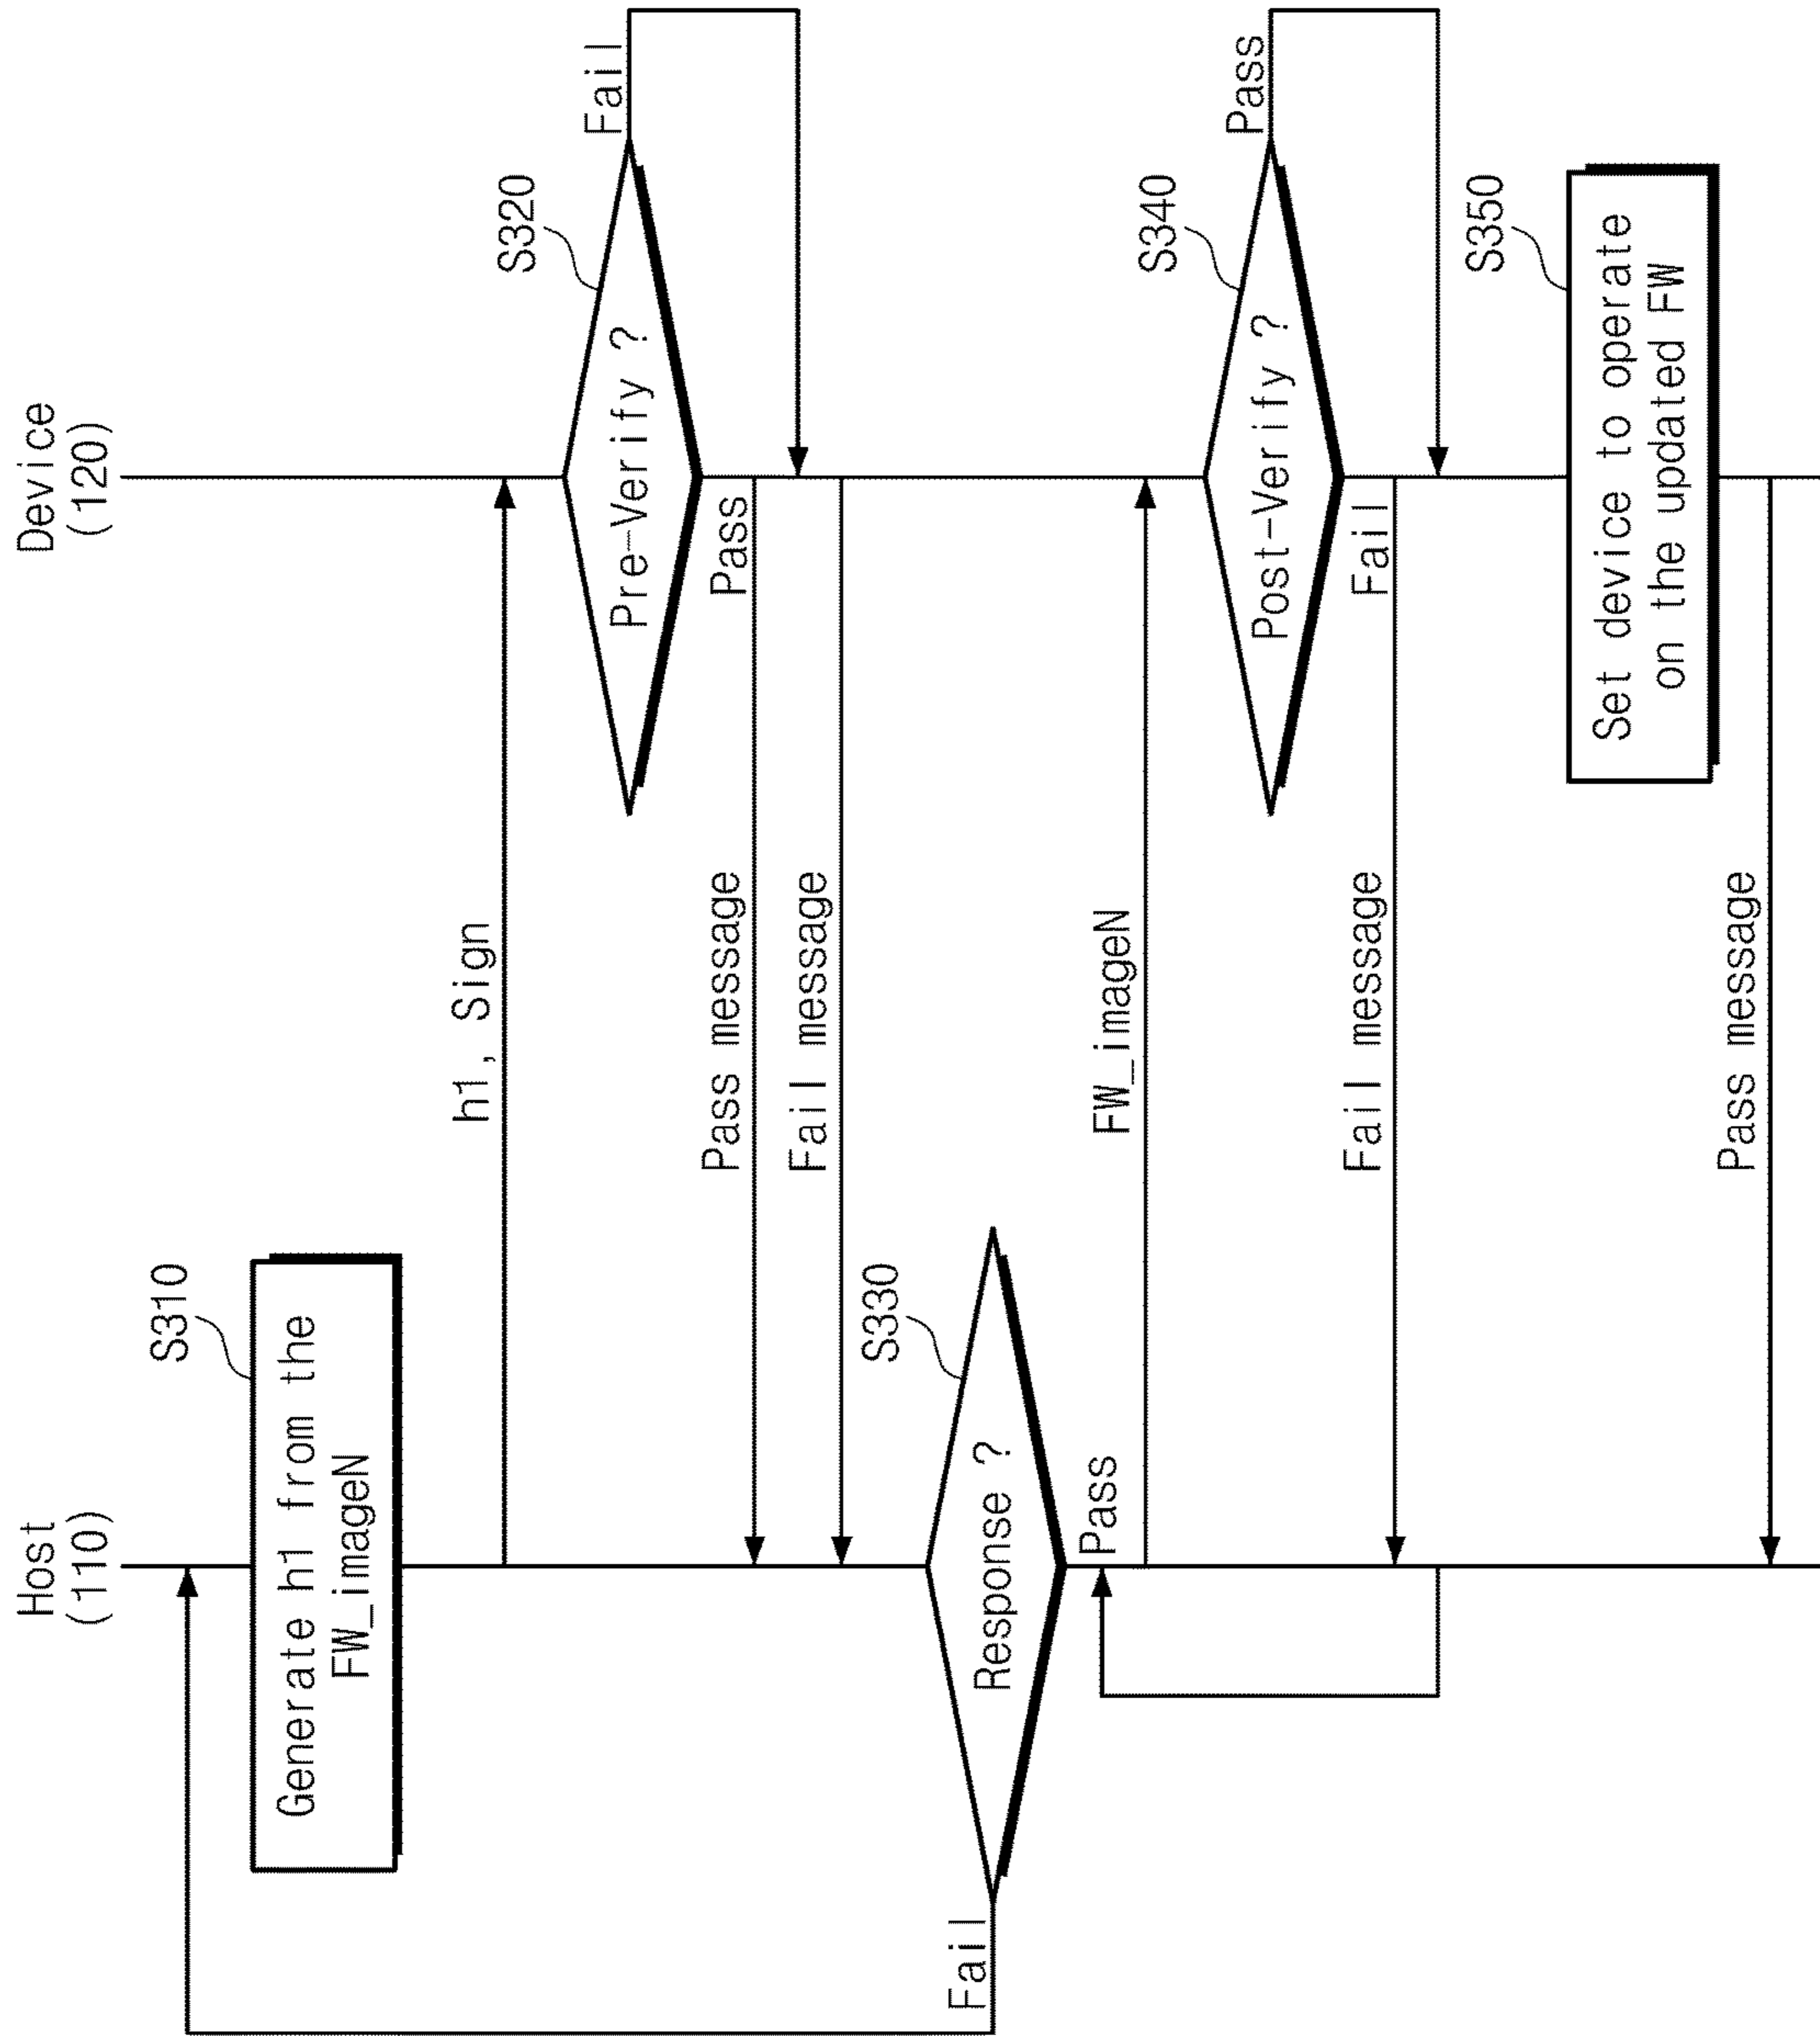 Host
(110)
Device
(120)
S310
Generate h1 from the
FW_imageN
h1, Sign
S320
Pre-Verify ?
Fail
Pass
Pass message
Fail message
S330
Response ?
Fail
Pass
FW_imageN
S340
Post-Verify ?
Pass
Fail
Fail message
S350
Set device to operate
on the updated FW
Pass message